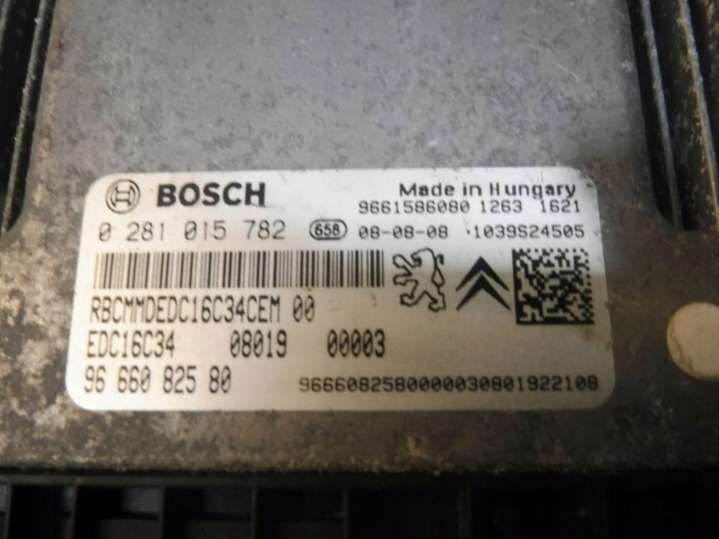 BOSCH
Made in Hungary
9661586080 1263 1621
0 281 015 782 658 08-08-08 1039S24505
RBCMMDEDC16C34CEM 00
EDC16C34 08019 00003
96 660 825 80
9666082580000030801922108